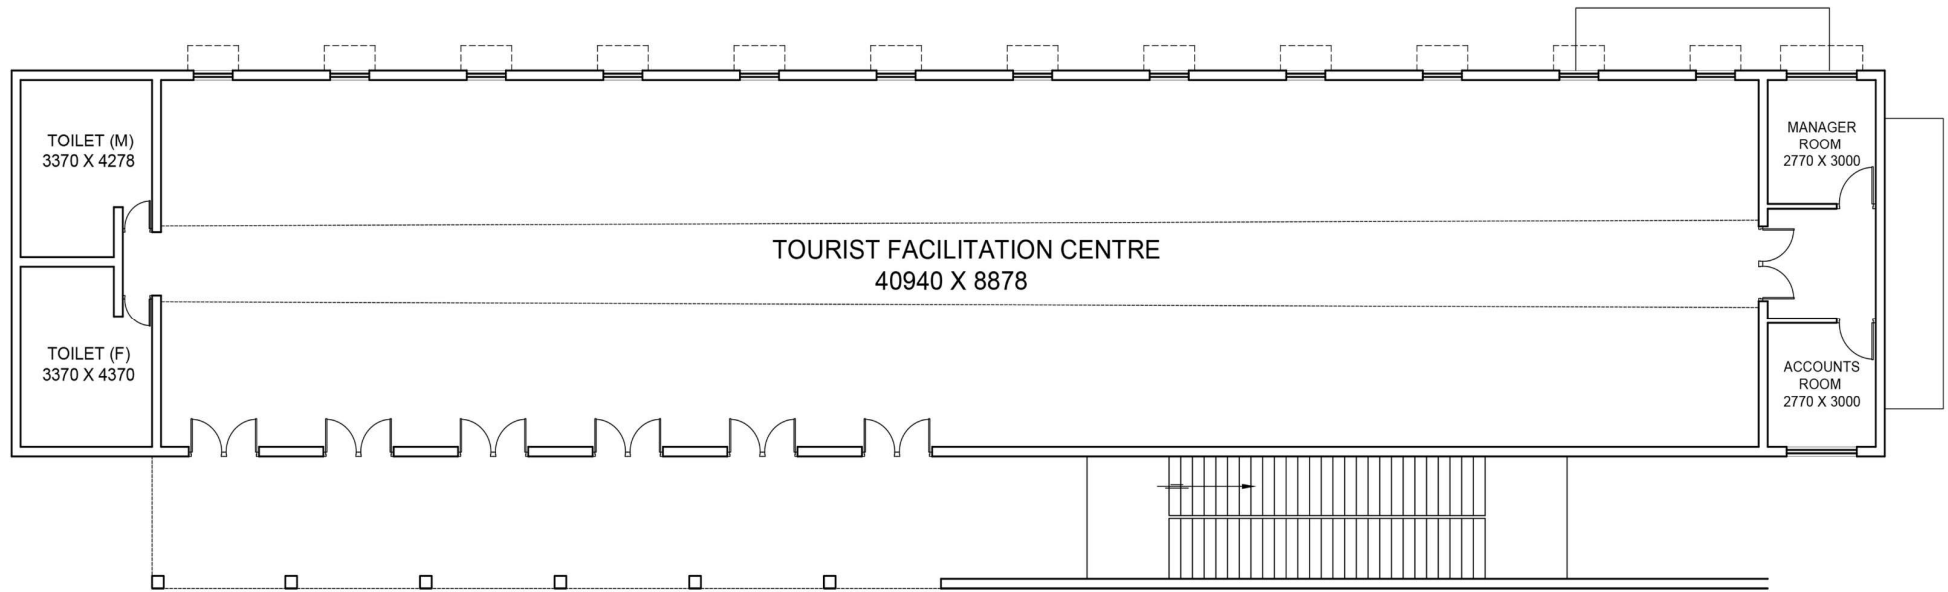 TOILET (M)
3370 X 4278
MANAGER
ROOM
2770 X 3000
TOURIST FACILITATION CENTRE
40940 X 8878
TOILET (F)
3370 X 4370
ACCOUNTS
ROOM
2770 X 3000